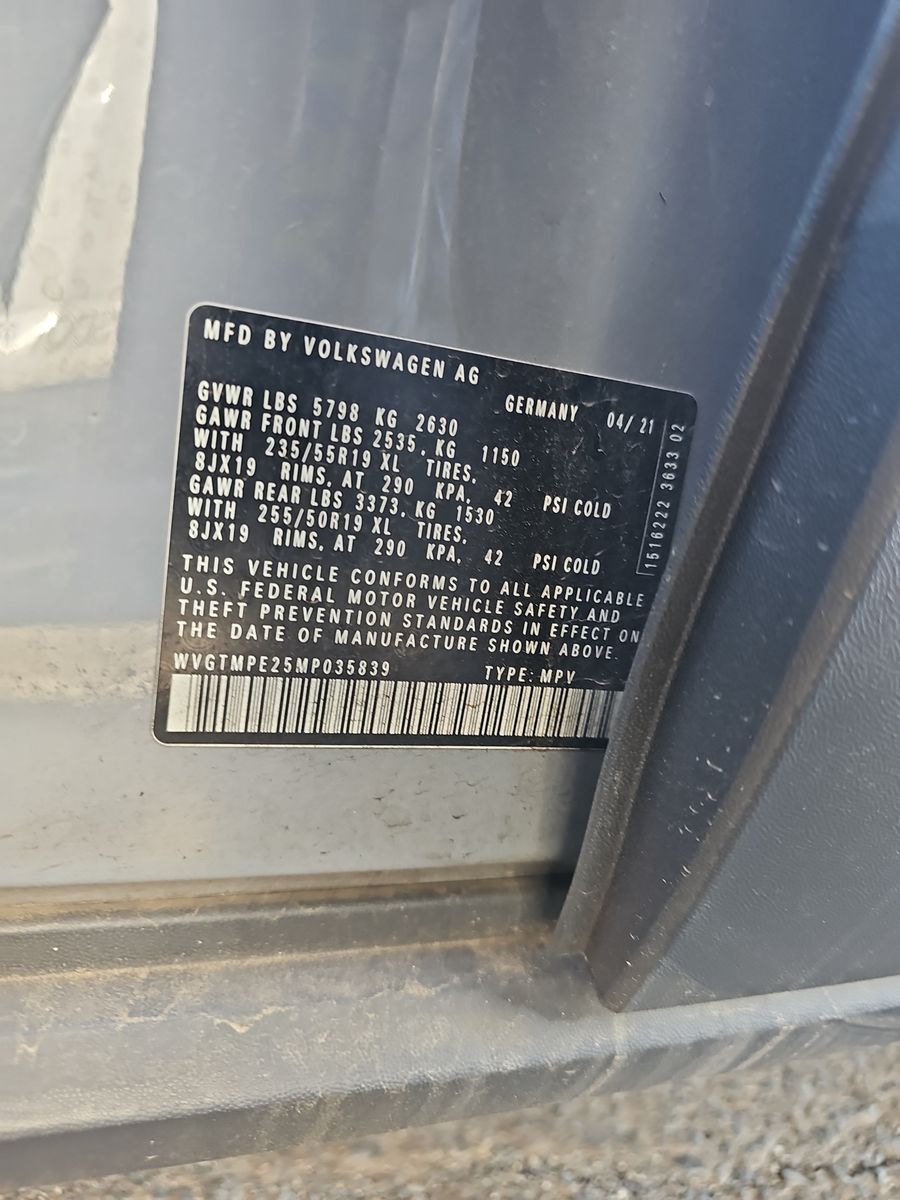 MFD BY VOLKSWAGEN AG
GERMANY 04/ 21
GVWR LBS 5798 KG 2630
GAWR FRONT LBS 2535, KG 1150
WITH 235/55R19 XL TIRES,
8JX19 RIMS, AT 290 KPA, 42 PSI COLD
GAWR REAR LBS 3373, KG 1530
WITH 255/50R19 XL TIRES,
8JX19 RIMS, AT 290 KPA, 42 PSI COLD
THIS VEHICLE CONFORMS TO ALL APPLICABLE
U.S. FEDERAL MOTOR VEHICLE SAFETY AND
THEFT PREVENTION STANDARDS IN EFFECT ON
THE DATE OF MANUFACTURE SHOWN ABOVE.
WVGTMPE25MP035839 TYPE: MPV
1516222 3633 02